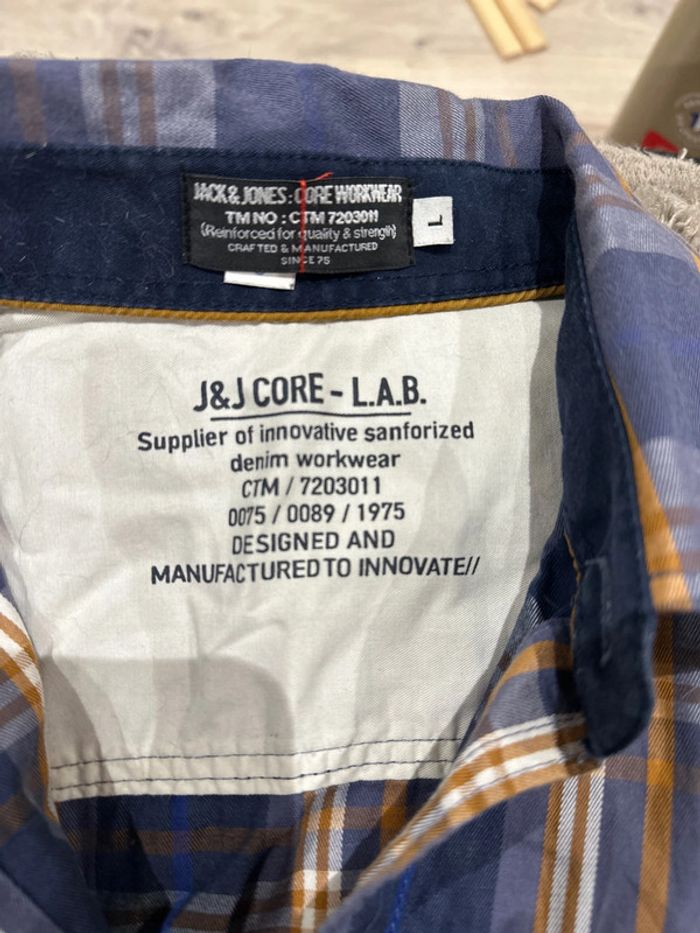 JACK & JONES: CORE WORKWEAR
TM NO : CTM 7203011
(Reinforced for quality & strength)
CRAFTED & MANUFACTURED
SINCE 75
L
J&J CORE - L.A.B.
Supplier of innovative sanforized
denim workwear
CTM / 7203011
0075 / 0089 / 1975
DESIGNED AND
MANUFACTURED TO INNOVATE//